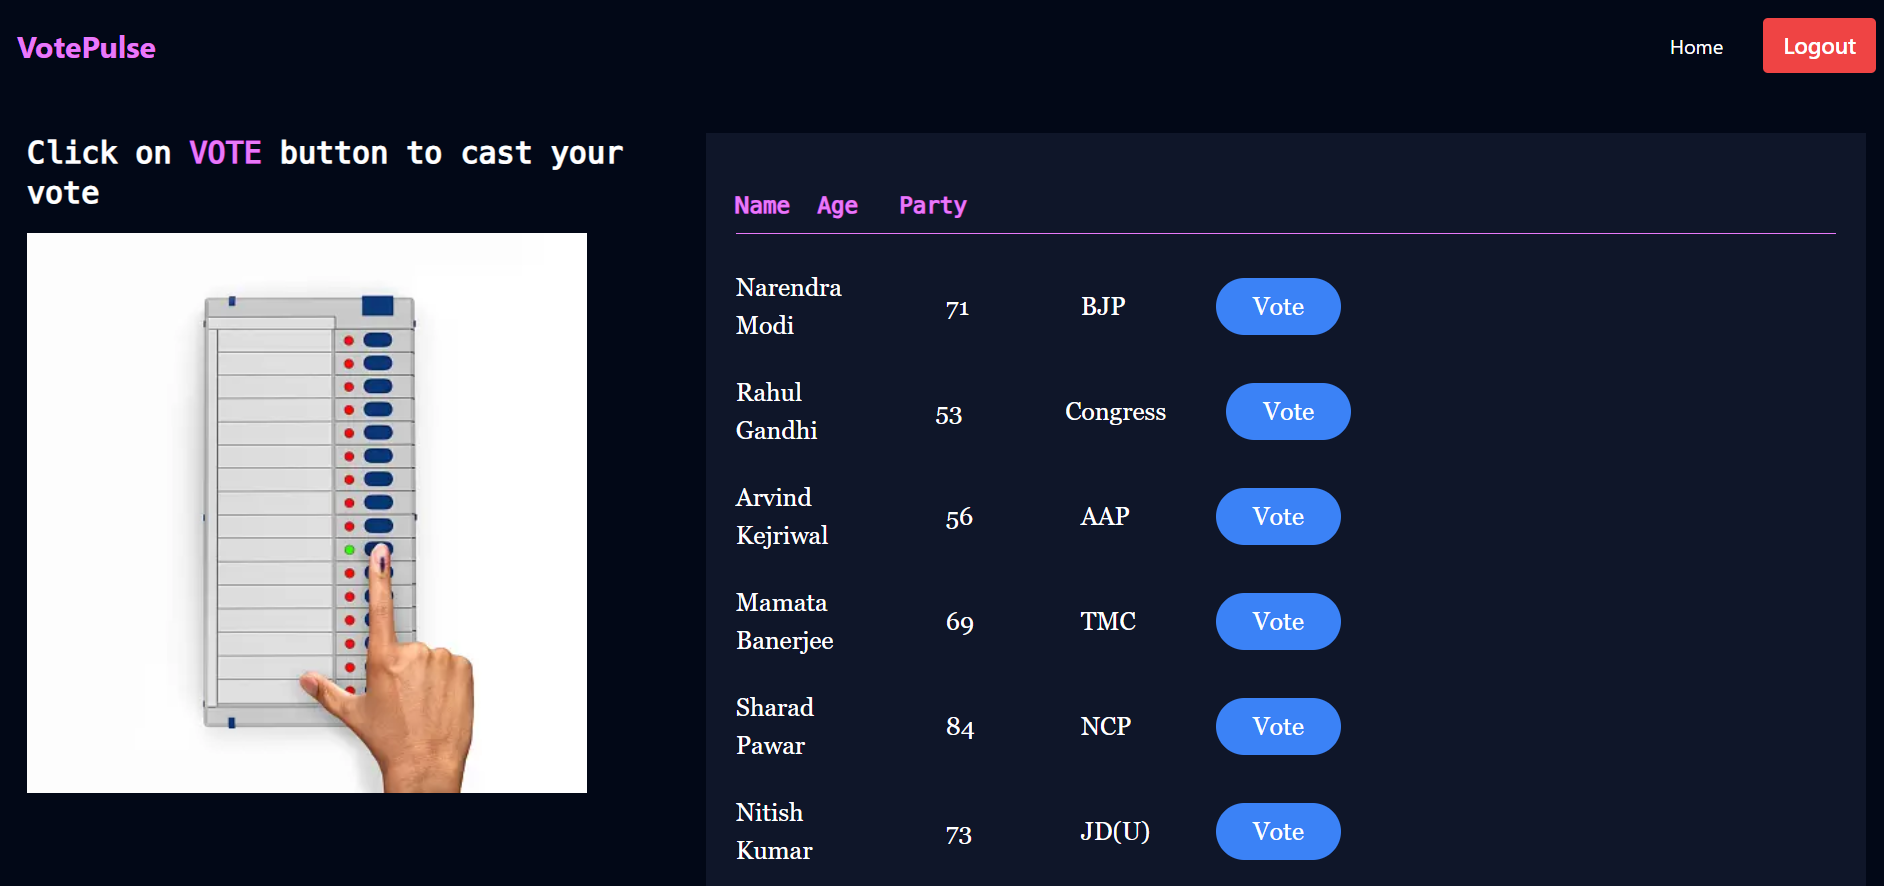 VotePulse
Home
Logout
Click on VOTE button to cast your
vote
Name Age Party
Narendra
Modi
71
BJP
Vote
Rahul
Gandhi
53
Congress
Vote
Arvind
Kejriwal
56
AAP
Vote
Mamata
Banerjee
69
TMC
Vote
Sharad
Pawar
84
NCP
Vote
Nitish
Kumar
73
JD(U)
Vote